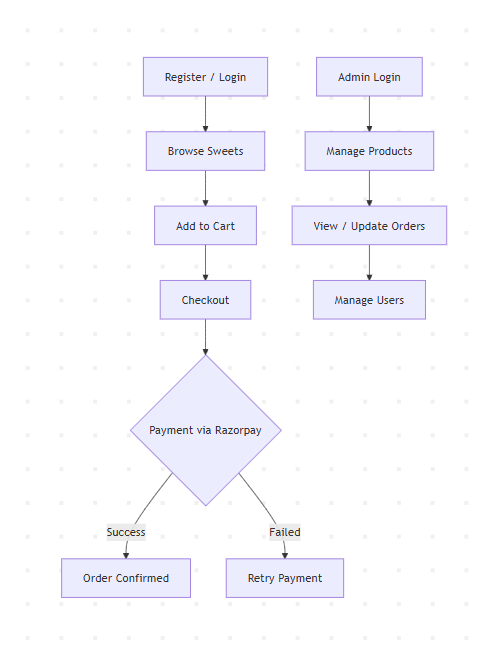 Register / Login
Admin Login
Browse Sweets
Manage Products
Add to Cart
View / Update Orders
Checkout
Manage Users
Payment via Razorpay
Success
Failed
Order Confirmed
Retry Payment